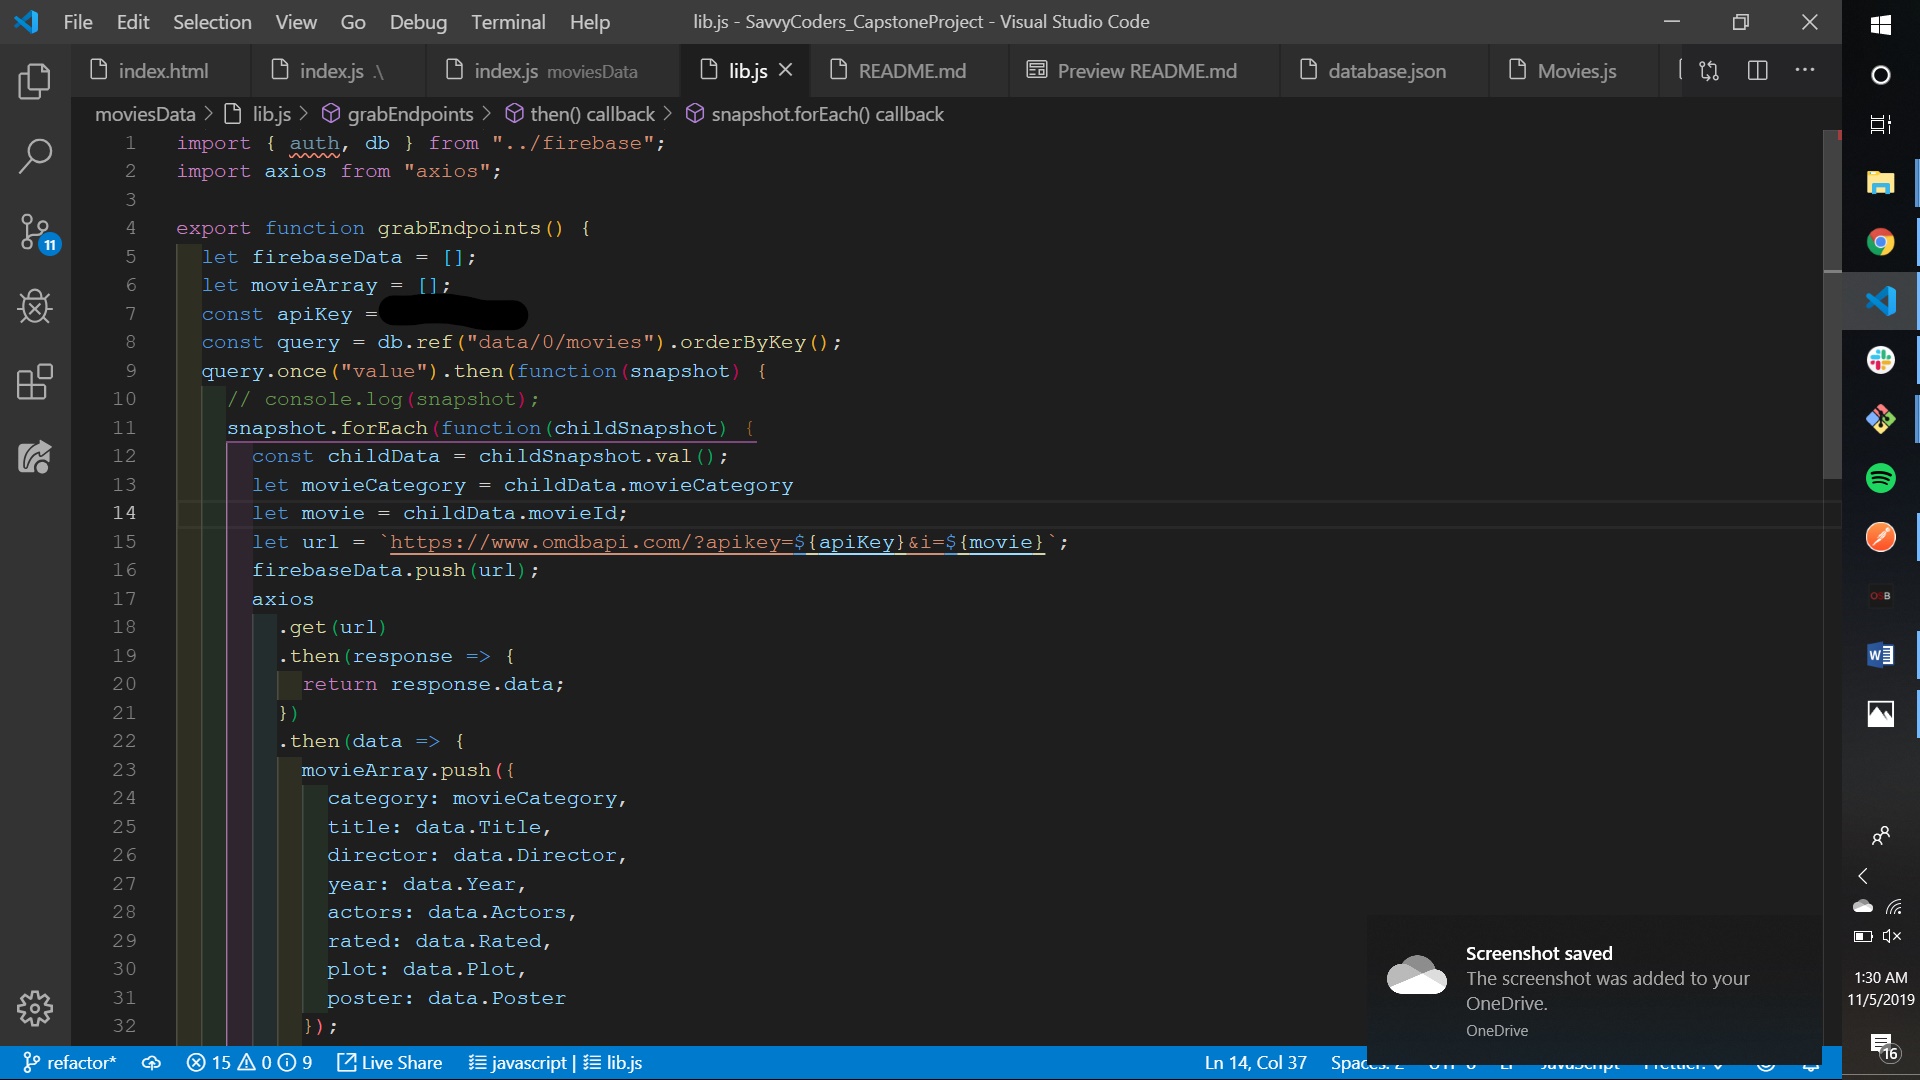 File Edit Selection View Go Debug Terminal Help lib.js - SavvyCoders_CapstoneProject - Visual Studio Code
index.html index.js .\ index.js moviesData lib.js README.md Preview README.md database.json Movies.js
moviesData > lib.js > grabEndpoints > then() callback > snapshot.forEach() callback
1 import { auth, db } from "../firebase";
2 import axios from "axios";
3
4 export function grabEndpoints() {
5 let firebaseData = [];
6 let movieArray = [];
7 const apiKey =
8 const query = db.ref("data/0/movies").orderByKey();
9 query.once("value").then(function(snapshot) {
10 // console.log(snapshot);
11 snapshot.forEach(function(childSnapshot) {
12 const childData = childSnapshot.val();
13 let movieCategory = childData.movieCategory
14 let movie = childData.movieId;
15 let url = `https://www.omdbapi.com/?apikey=${apiKey}&i=${movie}`;
16 firebaseData.push(url);
17 axios
18 .get(url)
19 .then(response => {
20 return response.data;
21 })
22 .then(data => {
23 movieArray.push({
24 category: movieCategory,
25 title: data.Title,
26 director: data.Director,
27 year: data.Year,
28 actors: data.Actors,
29 rated: data.Rated,
30 plot: data.Plot,
31 poster: data.Poster
32 });
11
Screenshot saved
The screenshot was added to your
OneDrive.
OneDrive
refactor* 15 0 9 Live Share javascript | lib.js Ln 14, Col 37
OSB
W
1:30 AM
11/5/2019
16